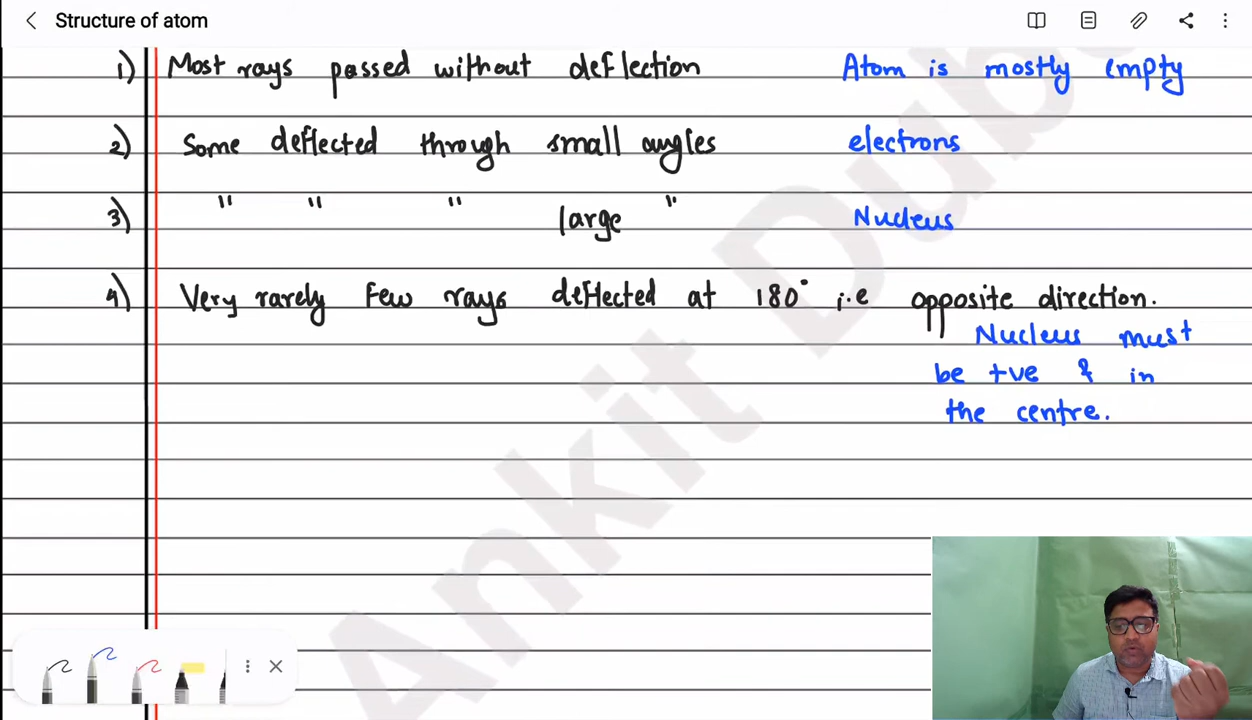 Structure of atom
1) Most rays passed without deflection Atom is mostly empty
2) Some deflected through small angles electrons
3) " " " large " Nucleus
4) Very rarely few rays deflected at 180° i.e opposite direction.
Nucleus must
be +ve & in
the centre.
Ankit Dube